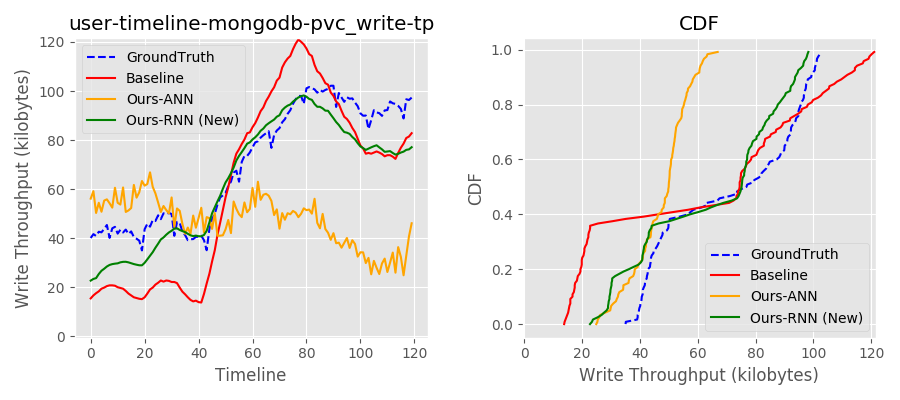 user-timeline-mongodb-pvc_write-tp
120
100
80
60
40
20
0
Write Throughput (kilobytes)
GroundTruth
Baseline
Ours-ANN
Ours-RNN (New)
0 20 40 60 80 100 120
Timeline
CDF
1.0
0.8
0.6
0.4
0.2
0.0
CDF
GroundTruth
Baseline
Ours-ANN
Ours-RNN (New)
0 20 40 60 80 100 120
Write Throughput (kilobytes)